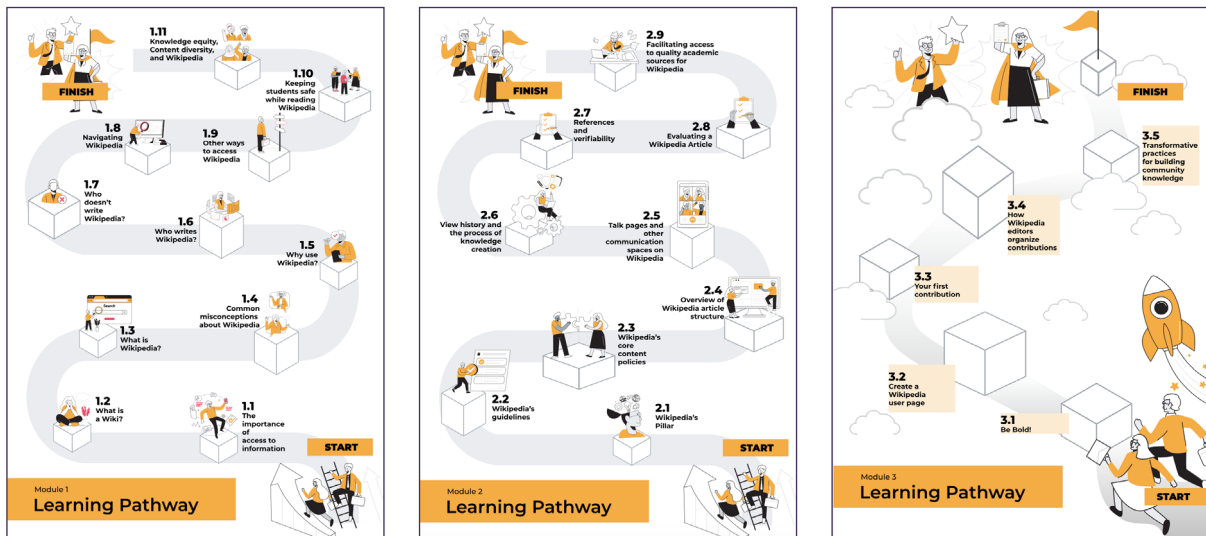 1.11
Knowledge equity,
Content diversity,
and Wikipedia
1.10
Keeping
students safe
while reading
Wikipedia
FINISH
1.8
Navigating
Wikipedia
1.9
Other ways
to access
Wikipedia
1.7
Who
doesn't
write
Wikipedia?
1.6
Who writes
Wikipedia?
1.5
Why use
Wikipedia?
1.4
Common
misconceptions
about Wikipedia
Search
1.3
What is
Wikipedia?
1.2
What is
a Wiki?
1.1
The
importance
of
access to
information
START
Module 1
Learning Pathway
2.9
Facilitating access
to quality academic
sources for
Wikipedia
FINISH
2.7
References
and
verifiability
2.8
Evaluating a
Wikipedia Article
2.6
View history and
the process of
knowledge
creation
2.5
Talk pages and
other
communication
spaces on
Wikipedia
2.4
Overview of
Wikipedia article
structure
2.3
Wikipedia's
core
content
policies
2.2
Wikipedia's
guidelines
2.1
Wikipedia's
Pillar
START
Module 2
Learning Pathway
FINISH
3.5
Transformative
practices
for building
community
knowledge
3.4
How
Wikipedia
editors
organize
contributions
3.3
Your first
contribution
3.2
Create a
Wikipedia
user page
3.1
Be Bold!
START
Module 3
Learning Pathway